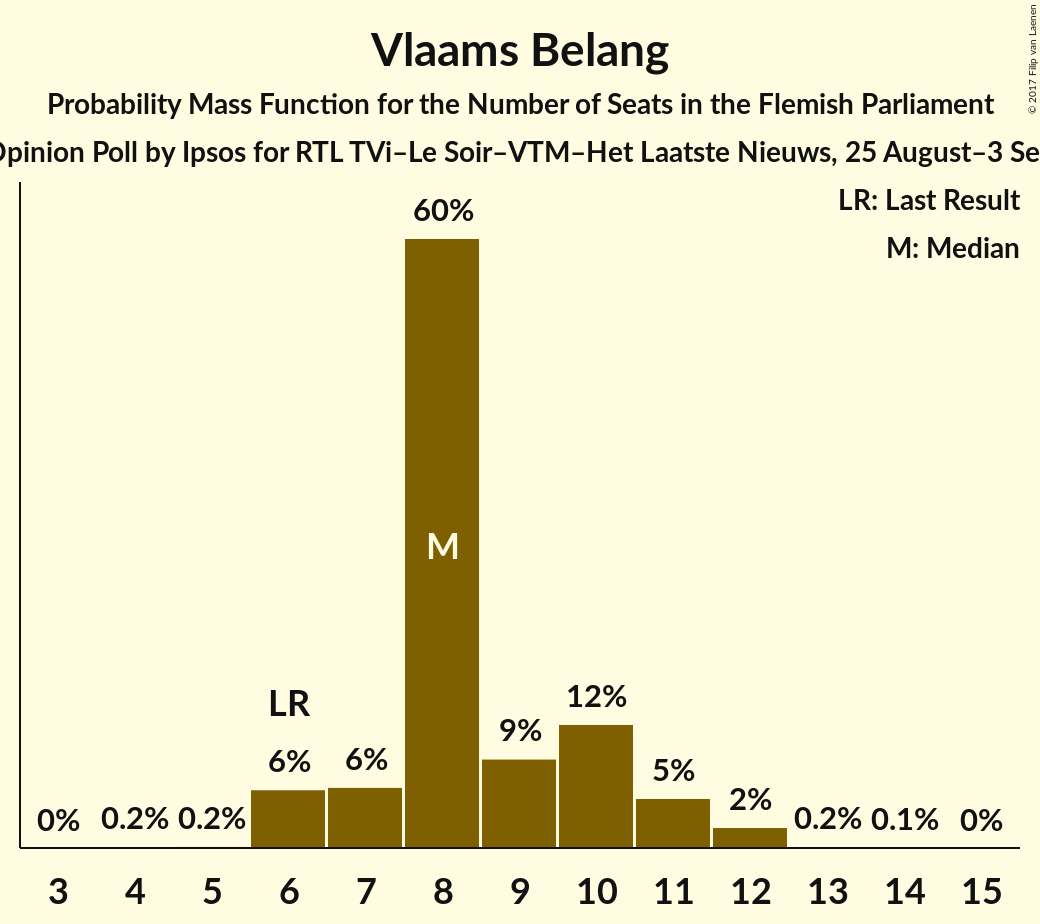 Vlaams Belang
Probability Mass Function for the Number of Seats in the Flemish Parliament
Opinion Poll by Ipsos for RTL TVi–Le Soir–VTM–Het Laatste Nieuws, 25 August–3 Se
© 2017 Filip van Laenen
LR: Last Result
M: Median
60%
M
LR
12%
9%
6%
6%
5%
2%
0%
0.2%
0.2%
0.2%
0.1%
0%
3 4 5 6 7 8 9 10 11 12 13 14 15